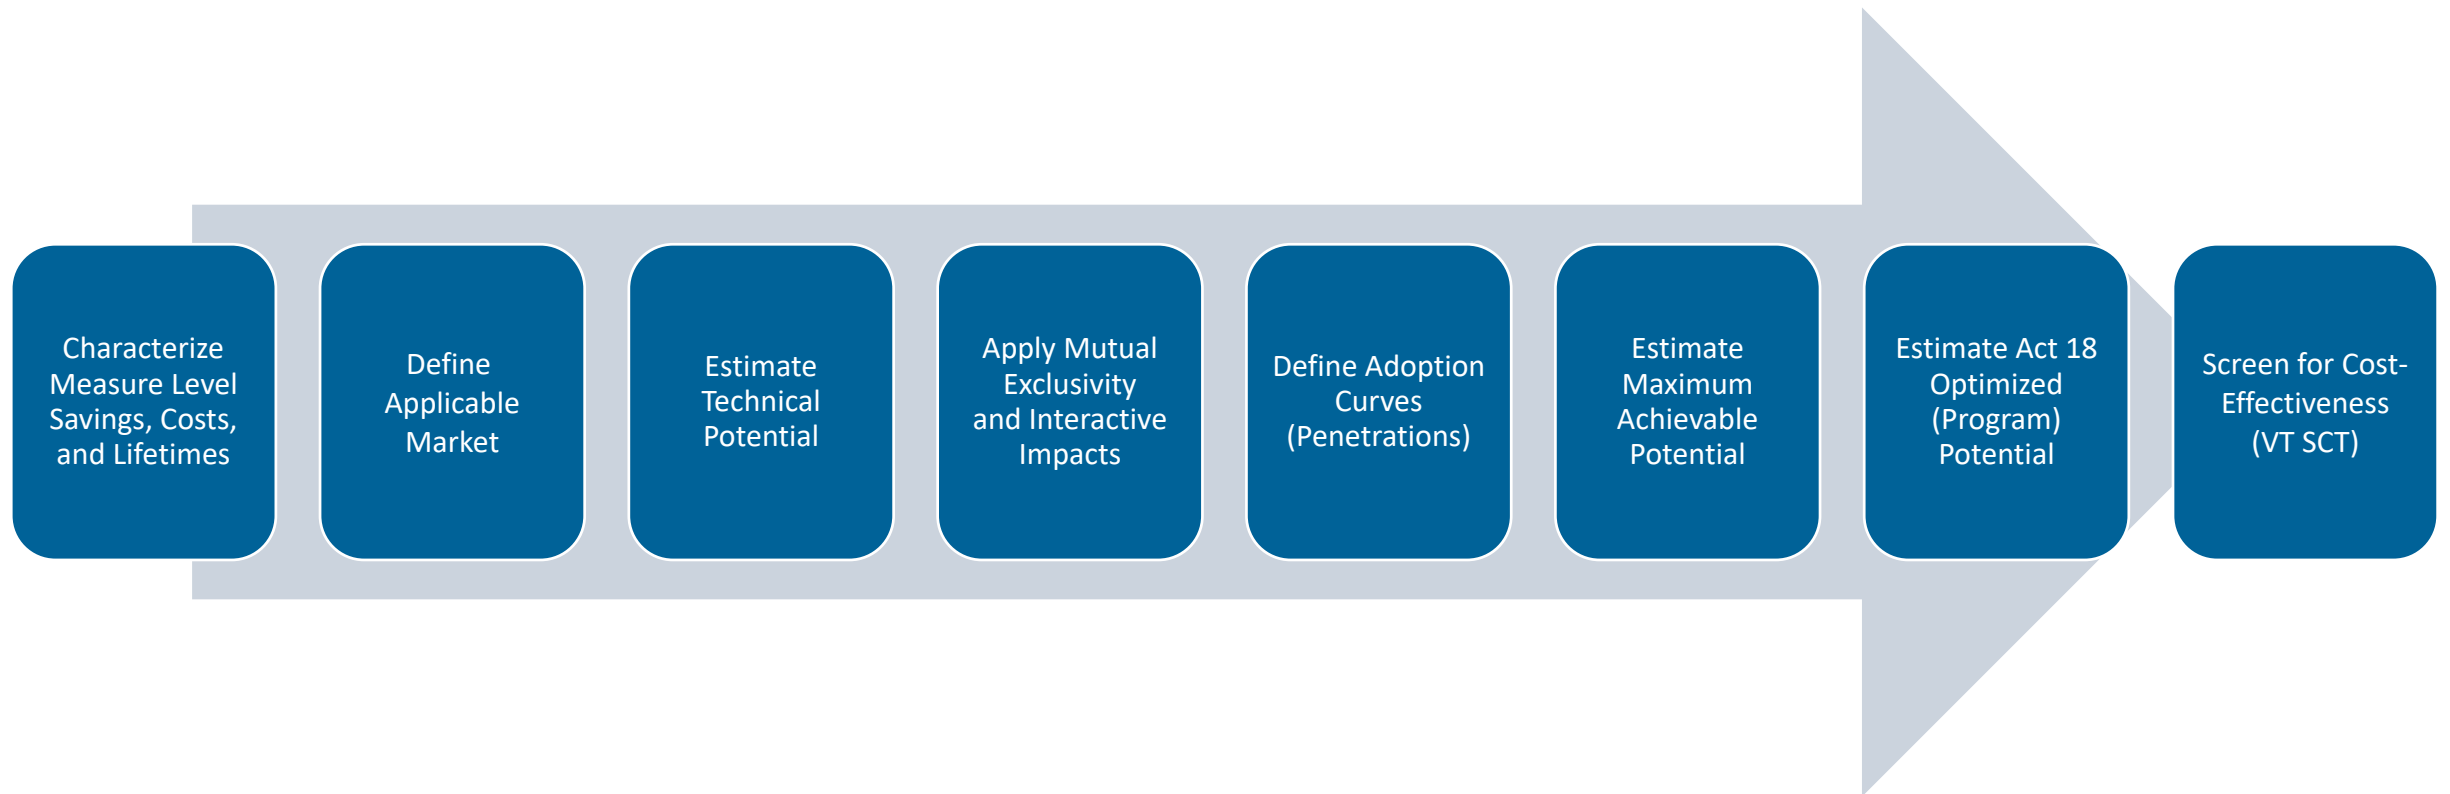 Characterize
Measure Level
Savings, Costs,
and Lifetimes
Define
Applicable
Market
Estimate
Technical
Potential
Apply Mutual
Exclusivity
and Interactive
Impacts
Define Adoption
Curves
(Penetrations)
Estimate
Maximum
Achievable
Potential
Estimate Act 18
Optimized
(Program)
Potential
Screen for Cost-
Effectiveness
(VT SCT)